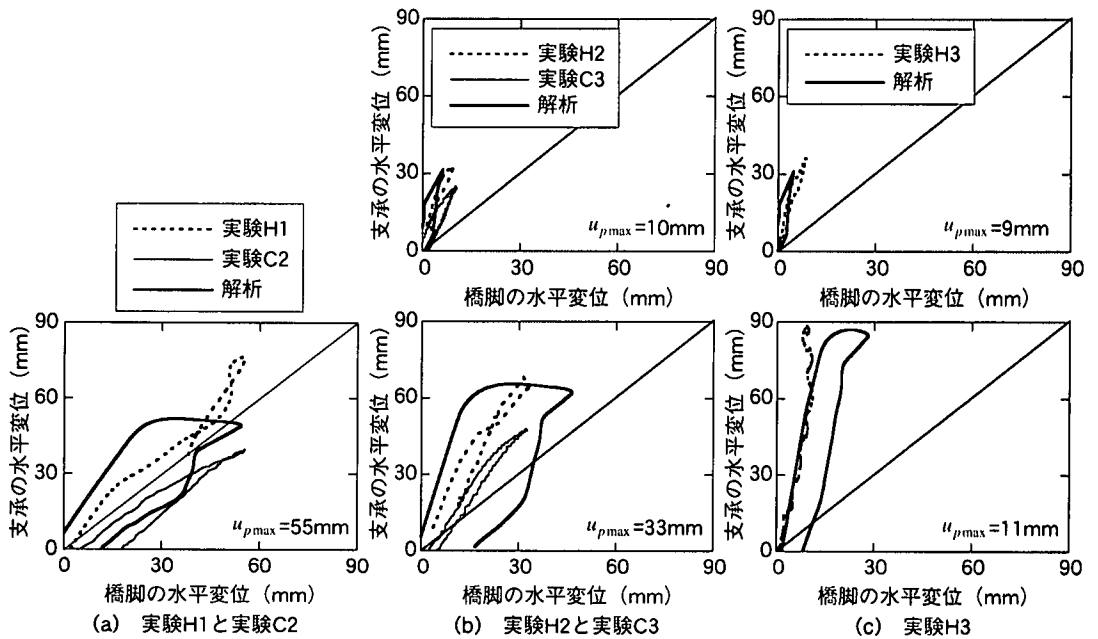 90
60
30
0
支承の水平変位 (mm)
実験H2
実験C3
解析
u_pmax=10mm
0 30 60 90
橋脚の水平変位 (mm)
90
60
30
0
支承の水平変位 (mm)
実験H3
解析
u_pmax=9mm
0 30 60 90
橋脚の水平変位 (mm)
実験H1
実験C2
解析
90
60
30
0
支承の水平変位 (mm)
u_pmax=55mm
0 30 60 90
橋脚の水平変位 (mm)
(a) 実験H1と実験C2
90
60
30
0
支承の水平変位 (mm)
u_pmax=33mm
0 30 60 90
橋脚の水平変位 (mm)
(b) 実験H2と実験C3
90
60
30
0
支承の水平変位 (mm)
u_pmax=11mm
0 30 60 90
橋脚の水平変位 (mm)
(c) 実験H3